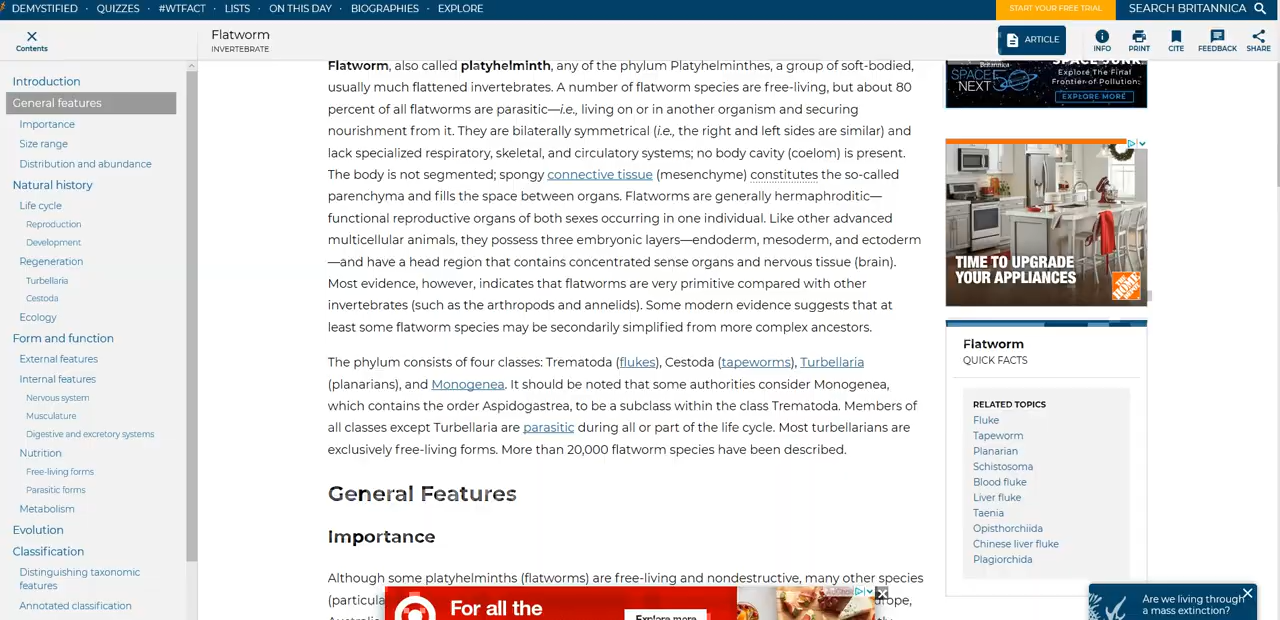 DEMYSTIFIED · QUIZZES · #WTFACT · LISTS · ON THIS DAY · BIOGRAPHIES · EXPLORE
START YOUR FREE TRIAL
SEARCH BRITANNICA
Contents
Flatworm
INVERTEBRATE
ARTICLE
INFO
PRINT
CITE
FEEDBACK
SHARE
Introduction
General features
Importance
Size range
Distribution and abundance
Natural history
Life cycle
Reproduction
Development
Regeneration
Turbellaria
Cestoda
Ecology
Form and function
External features
Internal features
Nervous system
Musculature
Digestive and excretory systems
Nutrition
Free-living forms
Parasitic forms
Metabolism
Evolution
Classification
Distinguishing taxonomic
features
Annotated classification
Flatworm, also called platyhelminth, any of the phylum Platyhelminthes, a group of soft-bodied,
usually much flattened invertebrates. A number of flatworm species are free-living, but about 80
percent of all flatworms are parasitic—i.e., living on or in another organism and securing
nourishment from it. They are bilaterally symmetrical (i.e., the right and left sides are similar) and
lack specialized respiratory, skeletal, and circulatory systems; no body cavity (coelom) is present.
The body is not segmented; spongy connective tissue (mesenchyme) constitutes the so-called
parenchyma and fills the space between organs. Flatworms are generally hermaphroditic—
functional reproductive organs of both sexes occurring in one individual. Like other advanced
multicellular animals, they possess three embryonic layers—endoderm, mesoderm, and ectoderm
—and have a head region that contains concentrated sense organs and nervous tissue (brain).
Most evidence, however, indicates that flatworms are very primitive compared with other
invertebrates (such as the arthropods and annelids). Some modern evidence suggests that at
least some flatworm species may be secondarily simplified from more complex ancestors.
The phylum consists of four classes: Trematoda (flukes), Cestoda (tapeworms), Turbellaria
(planarians), and Monogenea. It should be noted that some authorities consider Monogenea,
which contains the order Aspidogastrea, to be a subclass within the class Trematoda. Members of
all classes except Turbellaria are parasitic during all or part of the life cycle. Most turbellarians are
exclusively free-living forms. More than 20,000 flatworm species have been described.
General Features
Importance
Although some platyhelminths (flatworms) are free-living and nondestructive, many other species
For all the
Explore more
Britannica
SPACE
NEXT 50
SPACE JUNK
Explore The Final
Frontier of Pollution:
EXPLORE MORE
TIME TO UPGRADE
YOUR APPLIANCES
Flatworm
QUICK FACTS
RELATED TOPICS
Fluke
Tapeworm
Planarian
Schistosoma
Blood fluke
Liver fluke
Taenia
Opisthorchiida
Chinese liver fluke
Plagiorchida
Are we living through
a mass extinction?